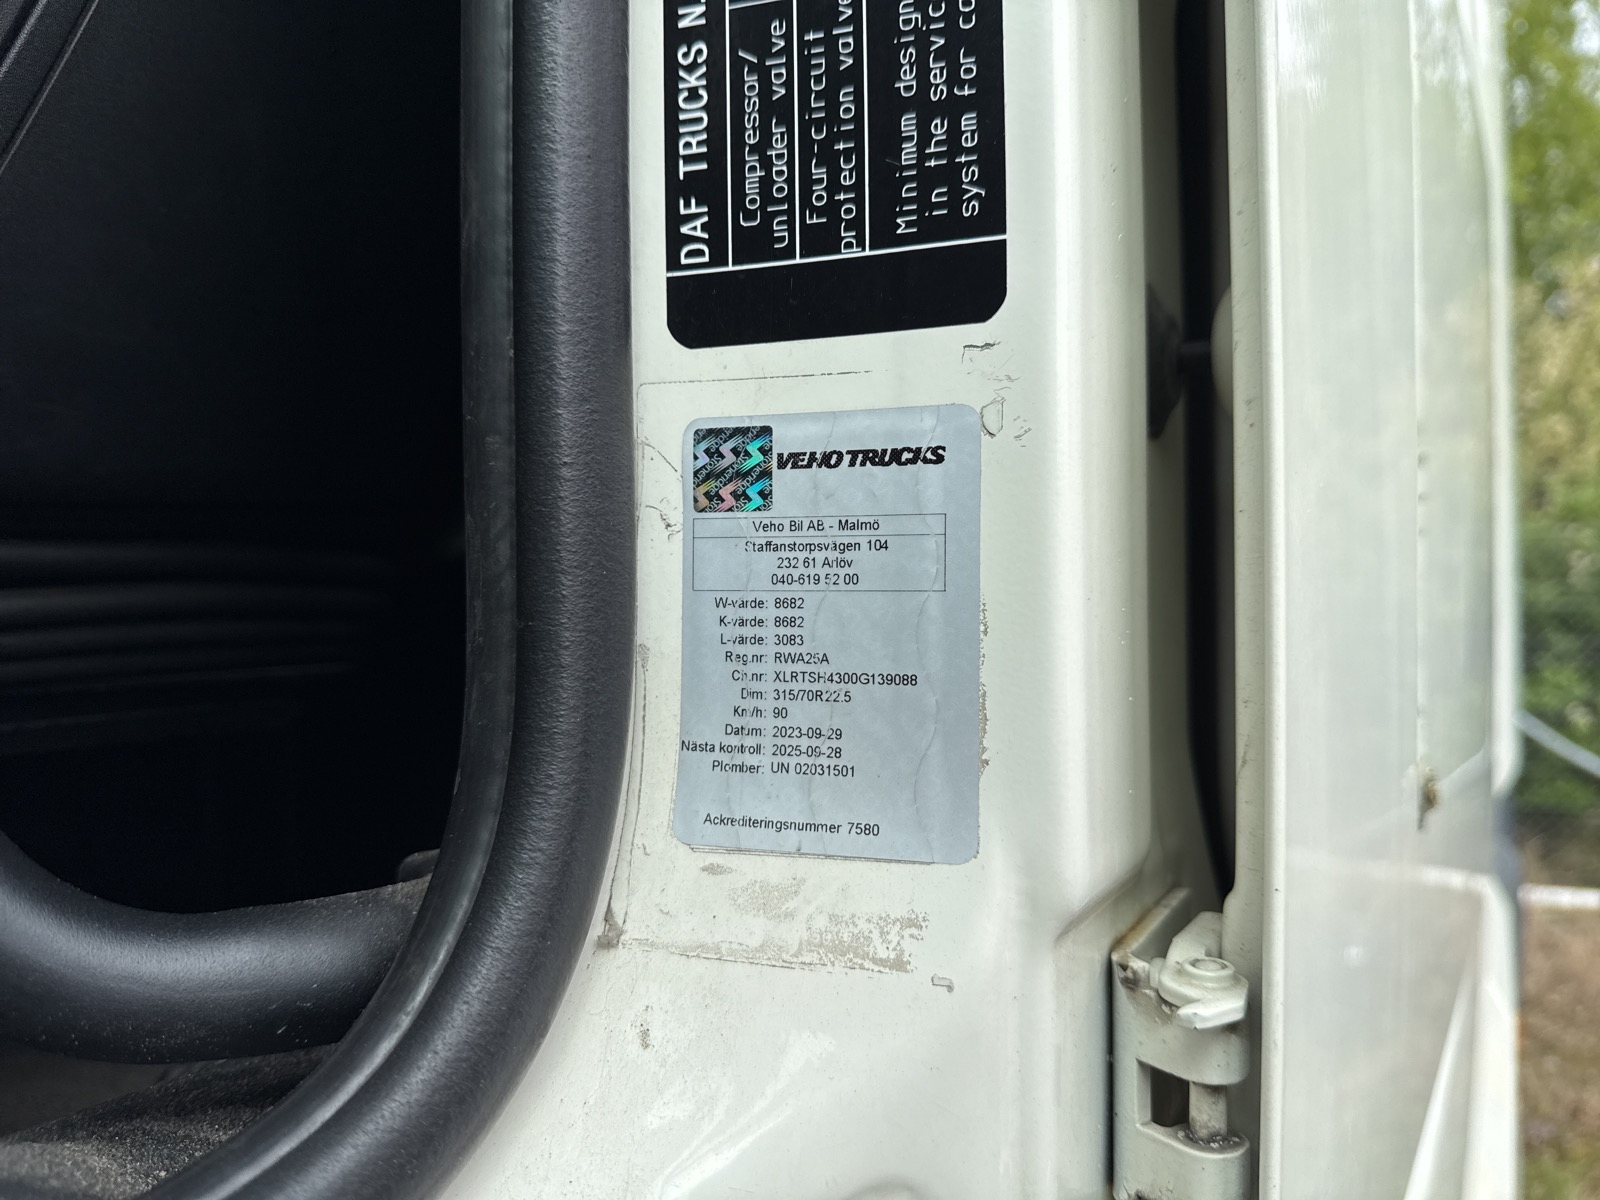 DAF TRUCKS N.
Compressor/
unloader valve
Four-circuit
protection valve
Minimum design
in the servic
system for co
Stoneridge
VEHO TRUCKS
Veho Bil AB - Malmö
Staffanstorpsvägen 104
232 61 Arlöv
040-619 52 00
W-värde: 8682
K-värde: 8682
L-värde: 3083
Reg.nr: RWA25A
Ch.nr: XLRTSH4300G139088
Dim: 315/70R22.5
Km/h: 90
Datum: 2023-09-29
Nästa kontroll: 2025-09-28
Plomber: UN 02031501
Ackrediteringsnummer 7580